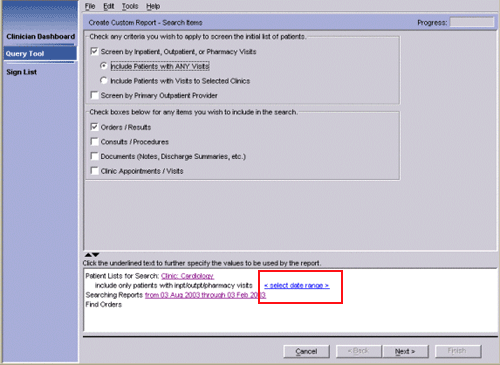 File Edit Tools Help
Clinician Dashboard
Query Tool
Sign List
Create Custom Report - Search Items
Progress:
Check any criteria you wish to apply to screen the initial list of patients.
Screen by Inpatient, Outpatient, or Pharmacy Visits
Include Patients with ANY Visits
Include Patients with Visits to Selected Clinics
Screen by Primary Outpatient Provider
Check boxes below for any items you wish to include in the search.
Orders / Results
Consults / Procedures
Documents (Notes, Discharge Summaries, etc.)
Clinic Appointments / Visits
Click the underlined text to further specify the values to be used by the report.
Patient Lists for Search: Clinic: Cardiology
include only patients with inpt/outpt/pharmacy visits < select date range >
Searching Reports from 03 Aug 2003 through 03 Feb 2003
Find Orders
Cancel
< Back
Next >
Finish